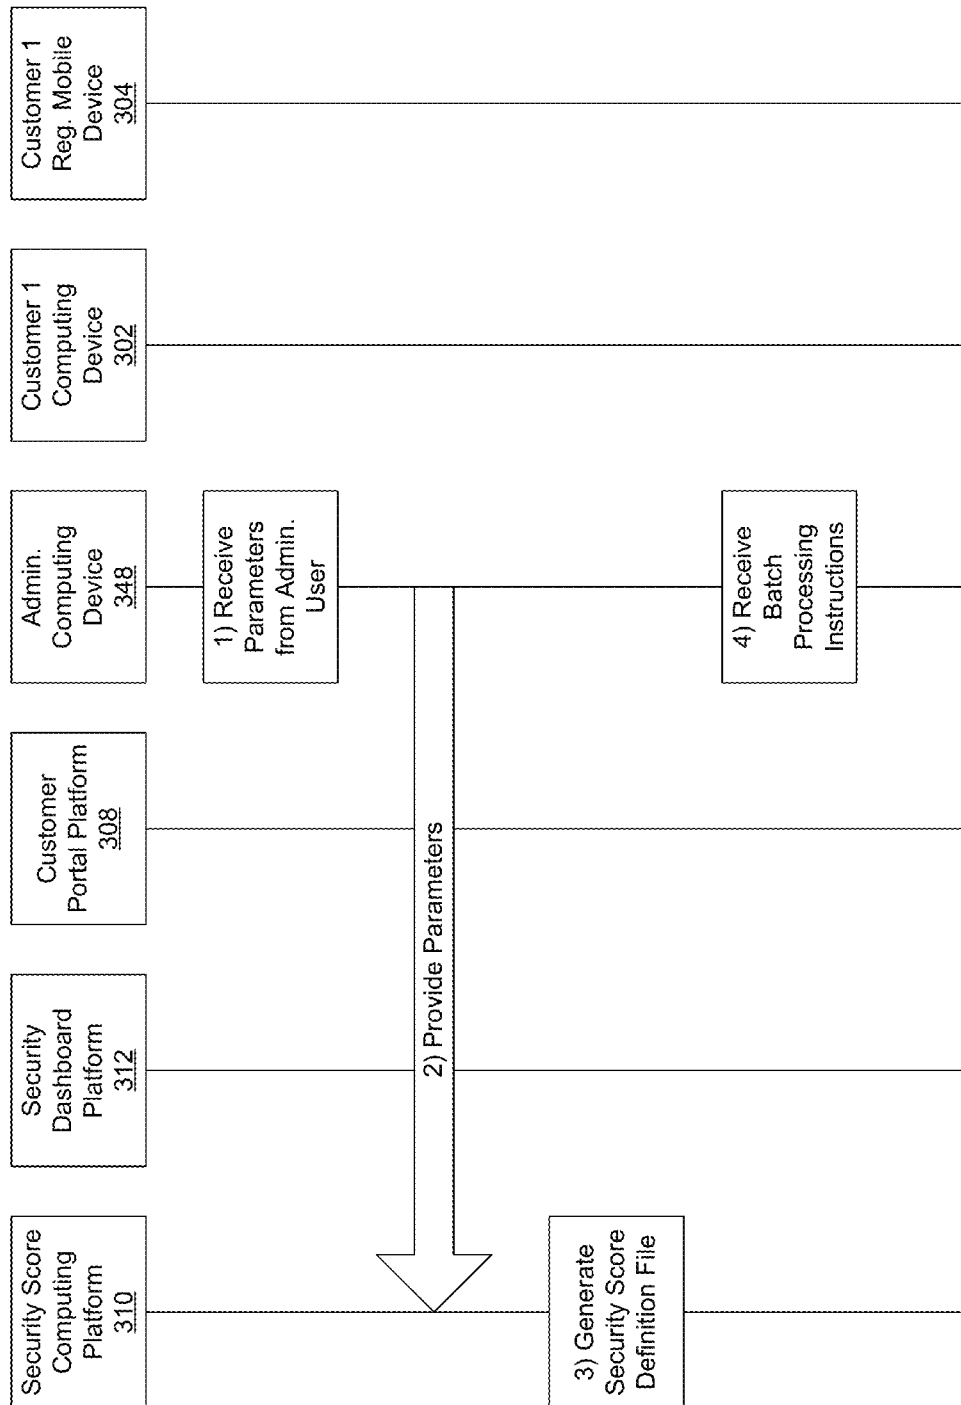 Security Score
Computing
Platform
310
Security
Dashboard
Platform
312
Customer
Portal Platform
308
Admin.
Computing
Device
348
Customer 1
Computing
Device
302
Customer 1
Reg. Mobile
Device
304
1) Receive
Parameters
from Admin.
User
2) Provide Parameters
3) Generate
Security Score
Definition File
4) Receive
Batch
Processing
Instructions